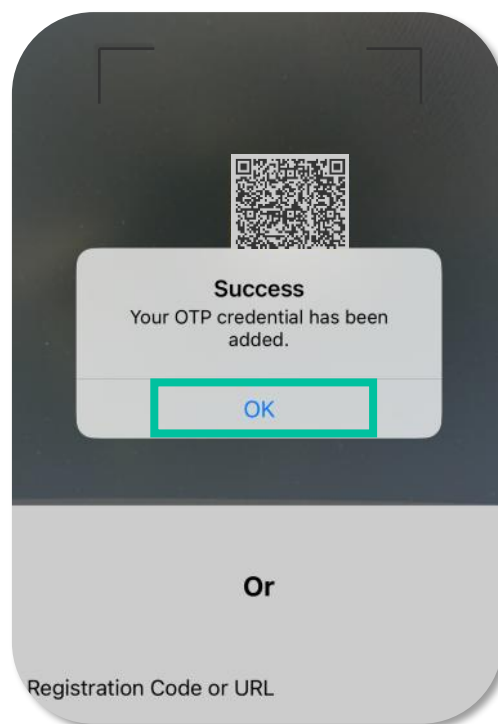 Success
Your OTP credential has been
added.
OK
Or
Registration Code or URL